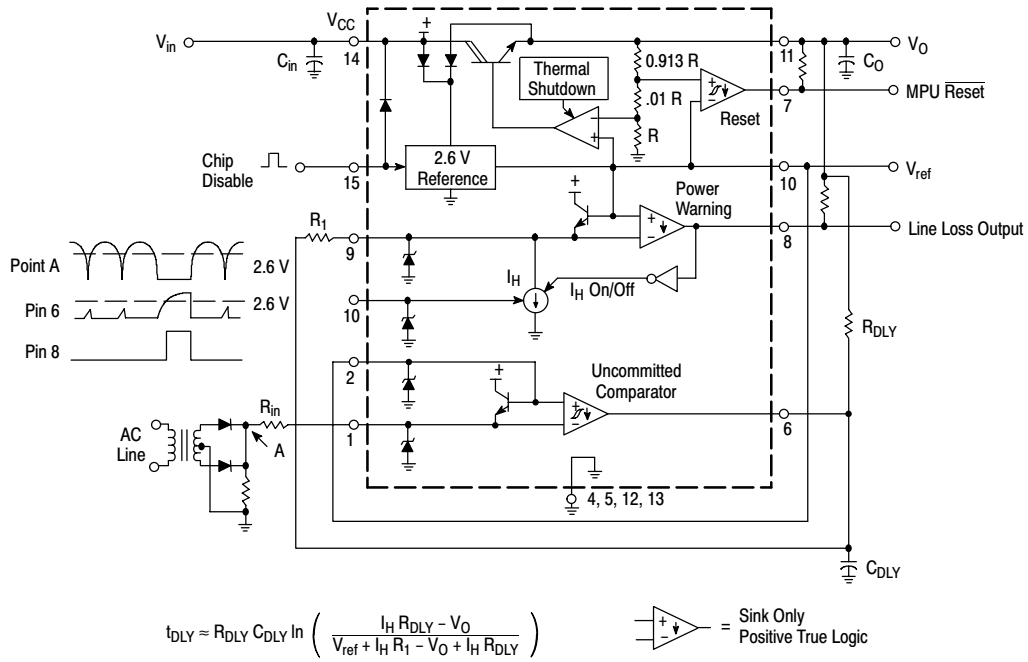 V_in
C_in
V_CC
14
+
Thermal
Shutdown
0.913 R
.01 R
R
−
+
+
−
Reset
11
C_O
V_O
7
MPU Reset
Chip
Disable
15
2.6 V
Reference
10
V_ref
+
Power
Warning
+
−
8
Line Loss Output
R_1
9
I_H
I_H On/Off
10
Point A
2.6 V
Pin 6
2.6 V
Pin 8
R_DLY
2
+
Uncommitted
Comparator
+
−
6
AC
Line
R_in
A
1
4, 5, 12, 13
C_DLY
t_DLY ≈ R_DLY C_DLY ln ( (I_H R_DLY – V_O) / (V_ref + I_H R_1 – V_O + I_H R_DLY) )
+
−
= Sink Only
Positive True Logic